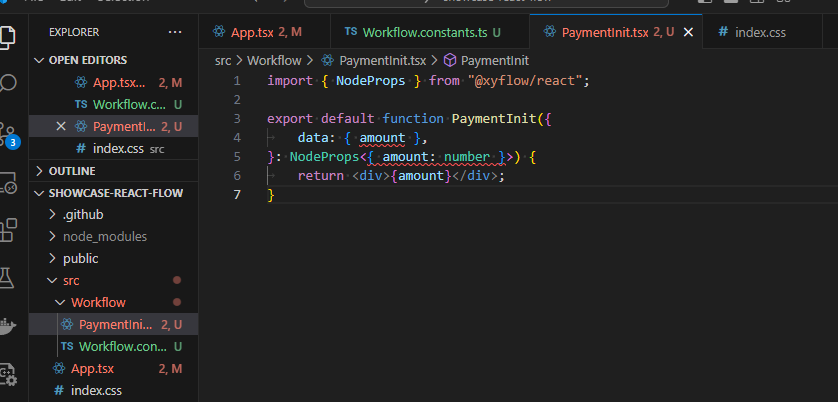 EXPLORER ···
OPEN EDITORS
App.tsx... 2, M
TS Workflow.c... U
PaymentI... 2, U
# index.css src
OUTLINE
SHOWCASE-REACT-FLOW
.github
node_modules
public
src
Workflow
PaymentIni... 2, U
TS Workflow.con... U
App.tsx 2, M
# index.css
3
App.tsx 2, M
TS Workflow.constants.ts U
PaymentInit.tsx 2, U
# index.css
src > Workflow > PaymentInit.tsx > PaymentInit
1 import { NodeProps } from "@xyflow/react";
2
3 export default function PaymentInit({
4 data: { amount },
5 }: NodeProps<{ amount: number }>) {
6 return <div>{amount}</div>;
7 }